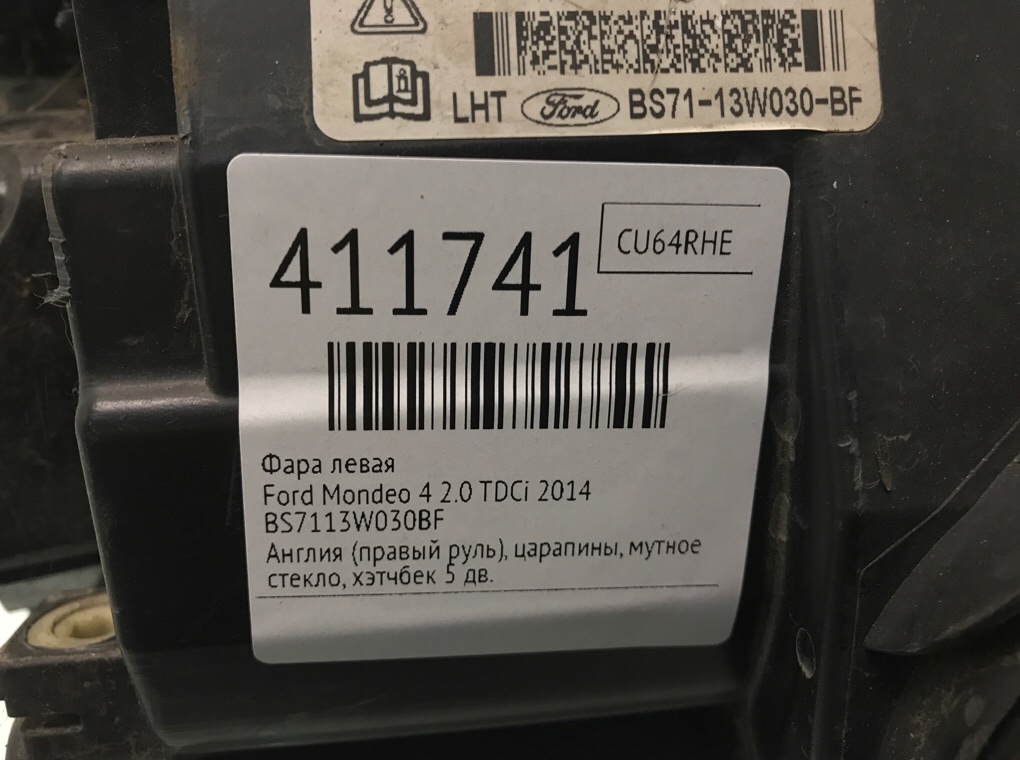 LHT Ford BS71-13W030-BF
411741
CU64RHE
Фара левая
Ford Mondeo 4 2.0 TDCi 2014
BS7113W030BF
Англия (правый руль), царапины, мутное
стекло, хэтчбек 5 дв.